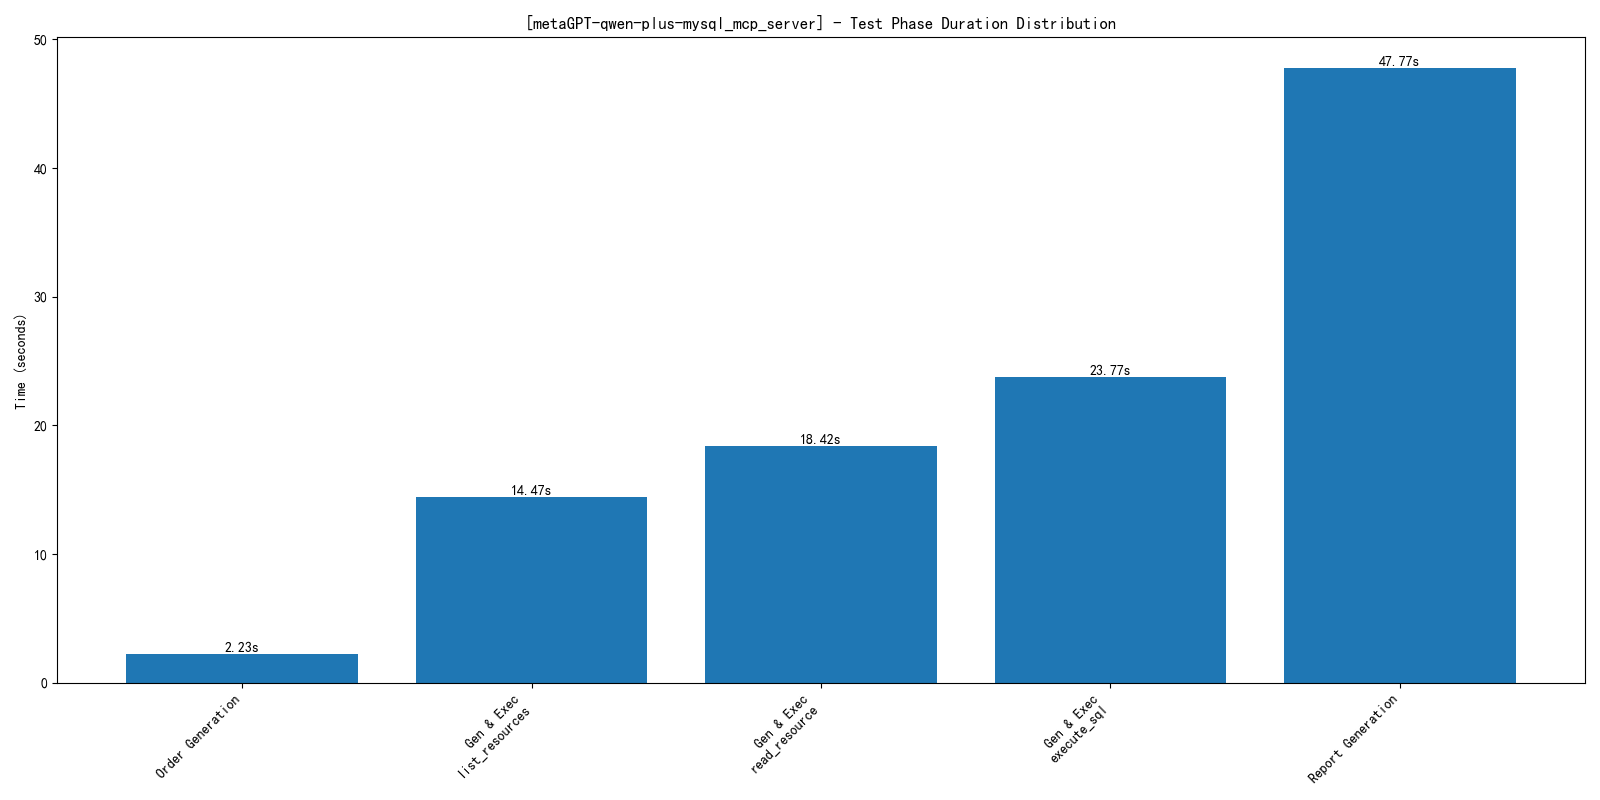 [metaGPT-qwen-plus-mysql_mcp_server] - Test Phase Duration Distribution
Time (seconds)
50
40
30
20
10
0
2.23s
14.47s
18.42s
23.77s
47.77s
Order Generation
Gen & Exec
list_resources
Gen & Exec
read_resource
Gen & Exec
execute_sql
Report Generation